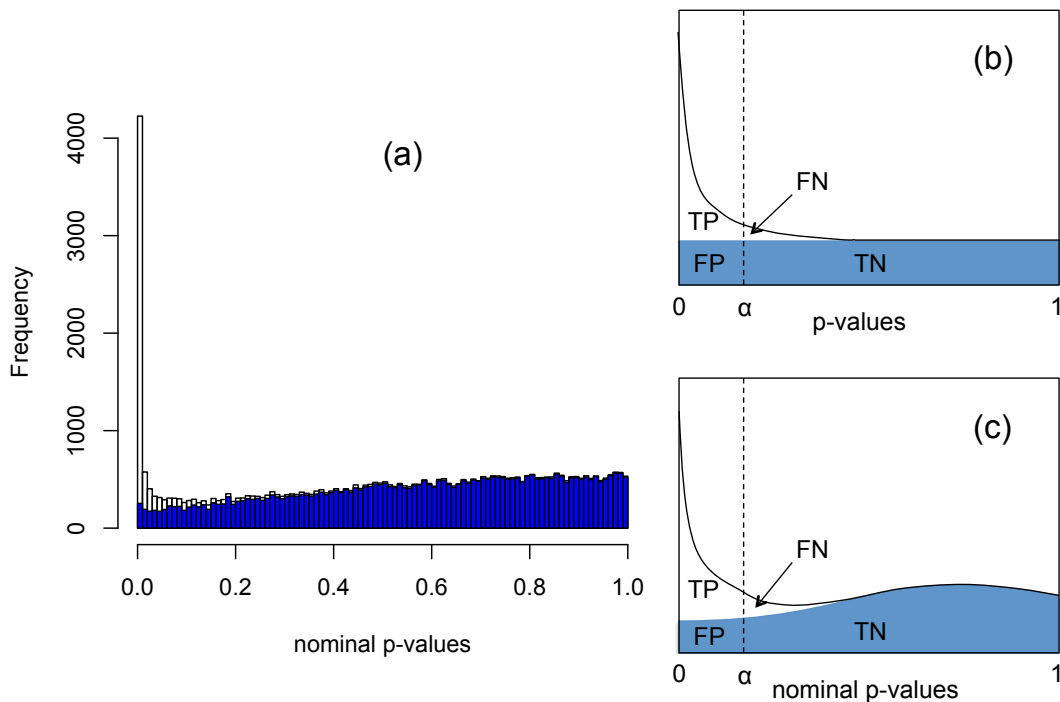 (a)
Frequency
4000
3000
2000
1000
0
0.0 0.2 0.4 0.6 0.8 1.0
nominal p-values
(b)
FN
TP
FP TN
0 α 1
p-values
(c)
FN
TP
FP TN
0 α 1
nominal p-values